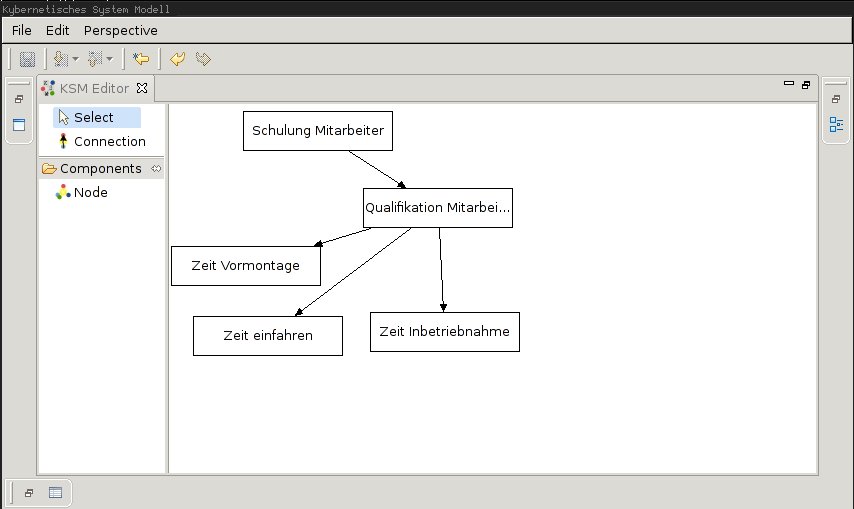 Kybernetisches System Modell
File Edit Perspective
KSM Editor
Select
Connection
Components
Node
Schulung Mitarbeiter
Qualifikation Mitarbei...
Zeit Vormontage
Zeit einfahren
Zeit Inbetriebnahme